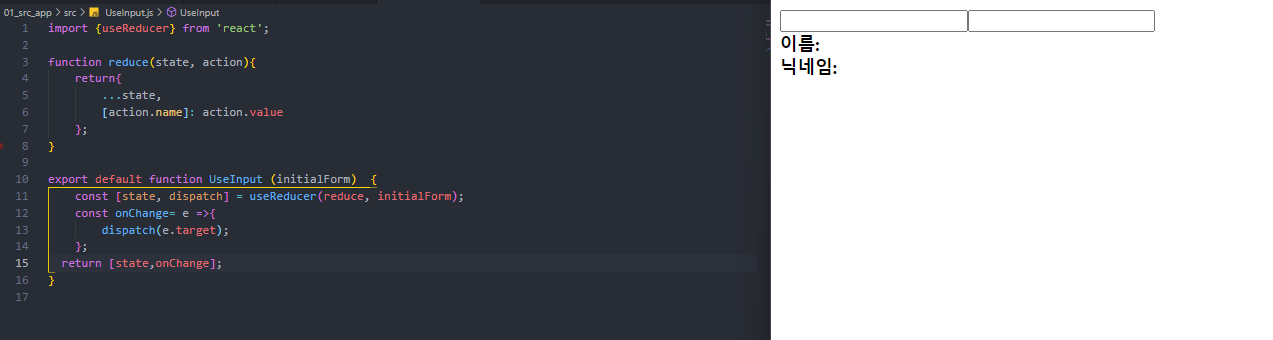 01_src_app > src > UseInput.js > UseInput
1 import {useReducer} from 'react';
2
3 function reduce(state, action){
4 return{
5 ...state,
6 [action.name]: action.value
7 };
8 }
9
10 export default function UseInput (initialForm) {
11 const [state, dispatch] = useReducer(reduce, initialForm);
12 const onChange= e =>{
13 dispatch(e.target);
14 };
15 return [state,onChange];
16 }
17
이름:
닉네임: